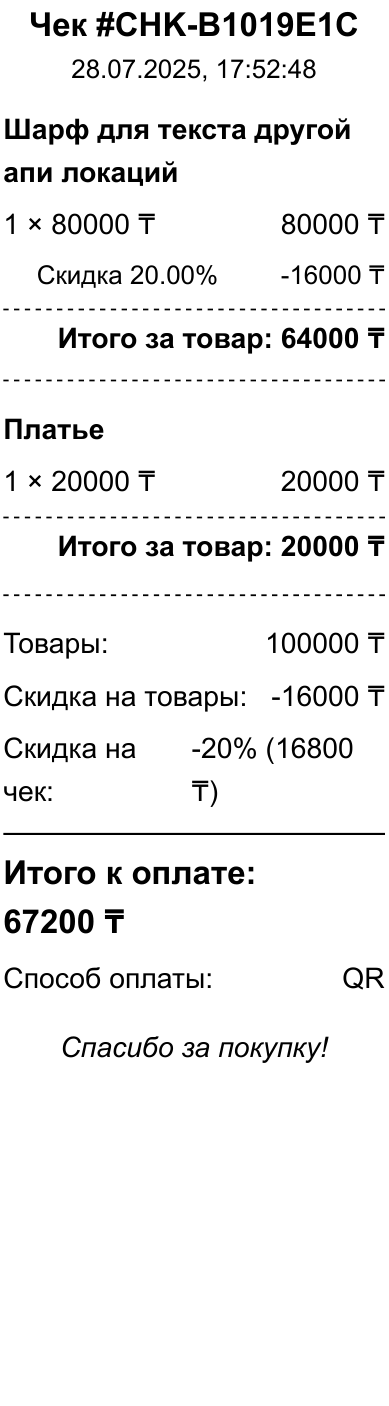 Чек #CHK-B1019E1C
28.07.2025, 17:52:48
Шарф для текста другой
апи локаций
1 × 80000 ₸ 80000 ₸
Скидка 20.00% -16000 ₸
Итого за товар: 64000 ₸
Платье
1 × 20000 ₸ 20000 ₸
Итого за товар: 20000 ₸
Товары: 100000 ₸
Скидка на товары: -16000 ₸
Скидка на -20% (16800
чек: ₸)
Итого к оплате:
67200 ₸
Способ оплаты: QR
Спасибо за покупку!